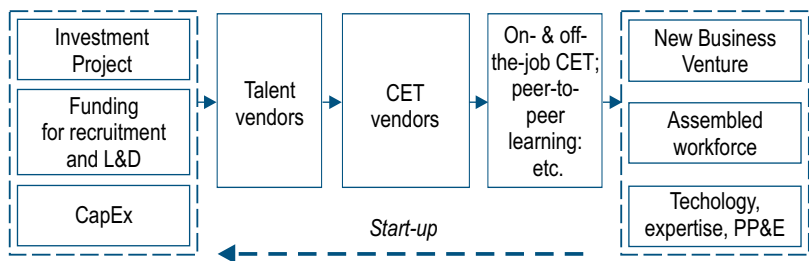 Investment
Project
Funding
for recruitment
and L&D
CapEx
Talent
vendors
CET
vendors
On- & off-
the-job CET;
peer-to-
peer
learning:
etc.
New Business
Venture
Assembled
workforce
Techology,
expertise, PP&E
Start-up